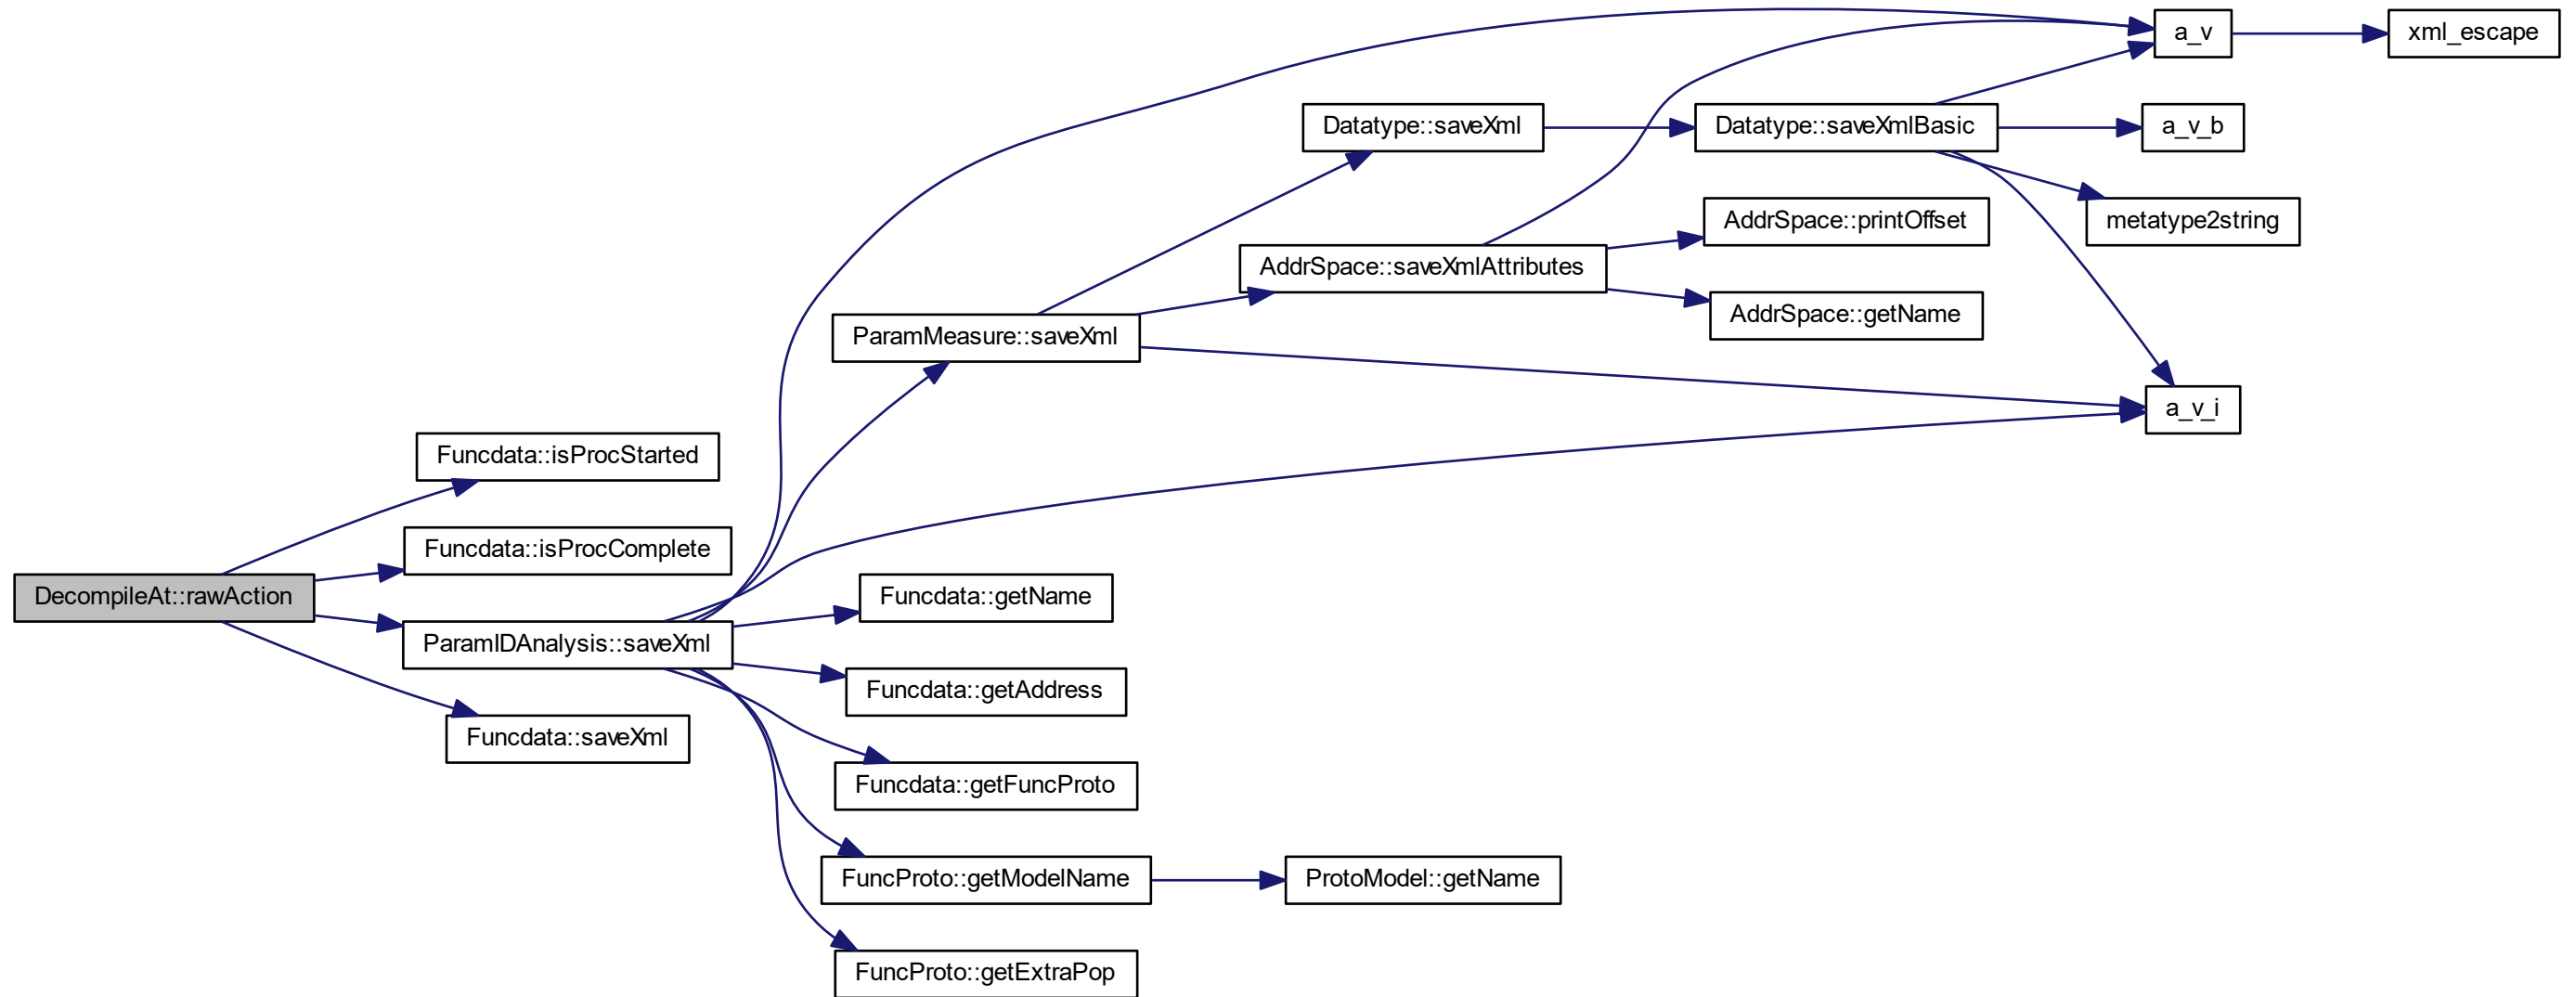 a_v
xml_escape
Datatype::saveXml
Datatype::saveXmlBasic
a_v_b
AddrSpace::printOffset
metatype2string
AddrSpace::saveXmlAttributes
AddrSpace::getName
ParamMeasure::saveXml
a_v_i
Funcdata::isProcStarted
Funcdata::isProcComplete
DecompileAt::rawAction
Funcdata::getName
ParamIDAnalysis::saveXml
Funcdata::getAddress
Funcdata::saveXml
Funcdata::getFuncProto
FuncProto::getModelName
ProtoModel::getName
FuncProto::getExtraPop